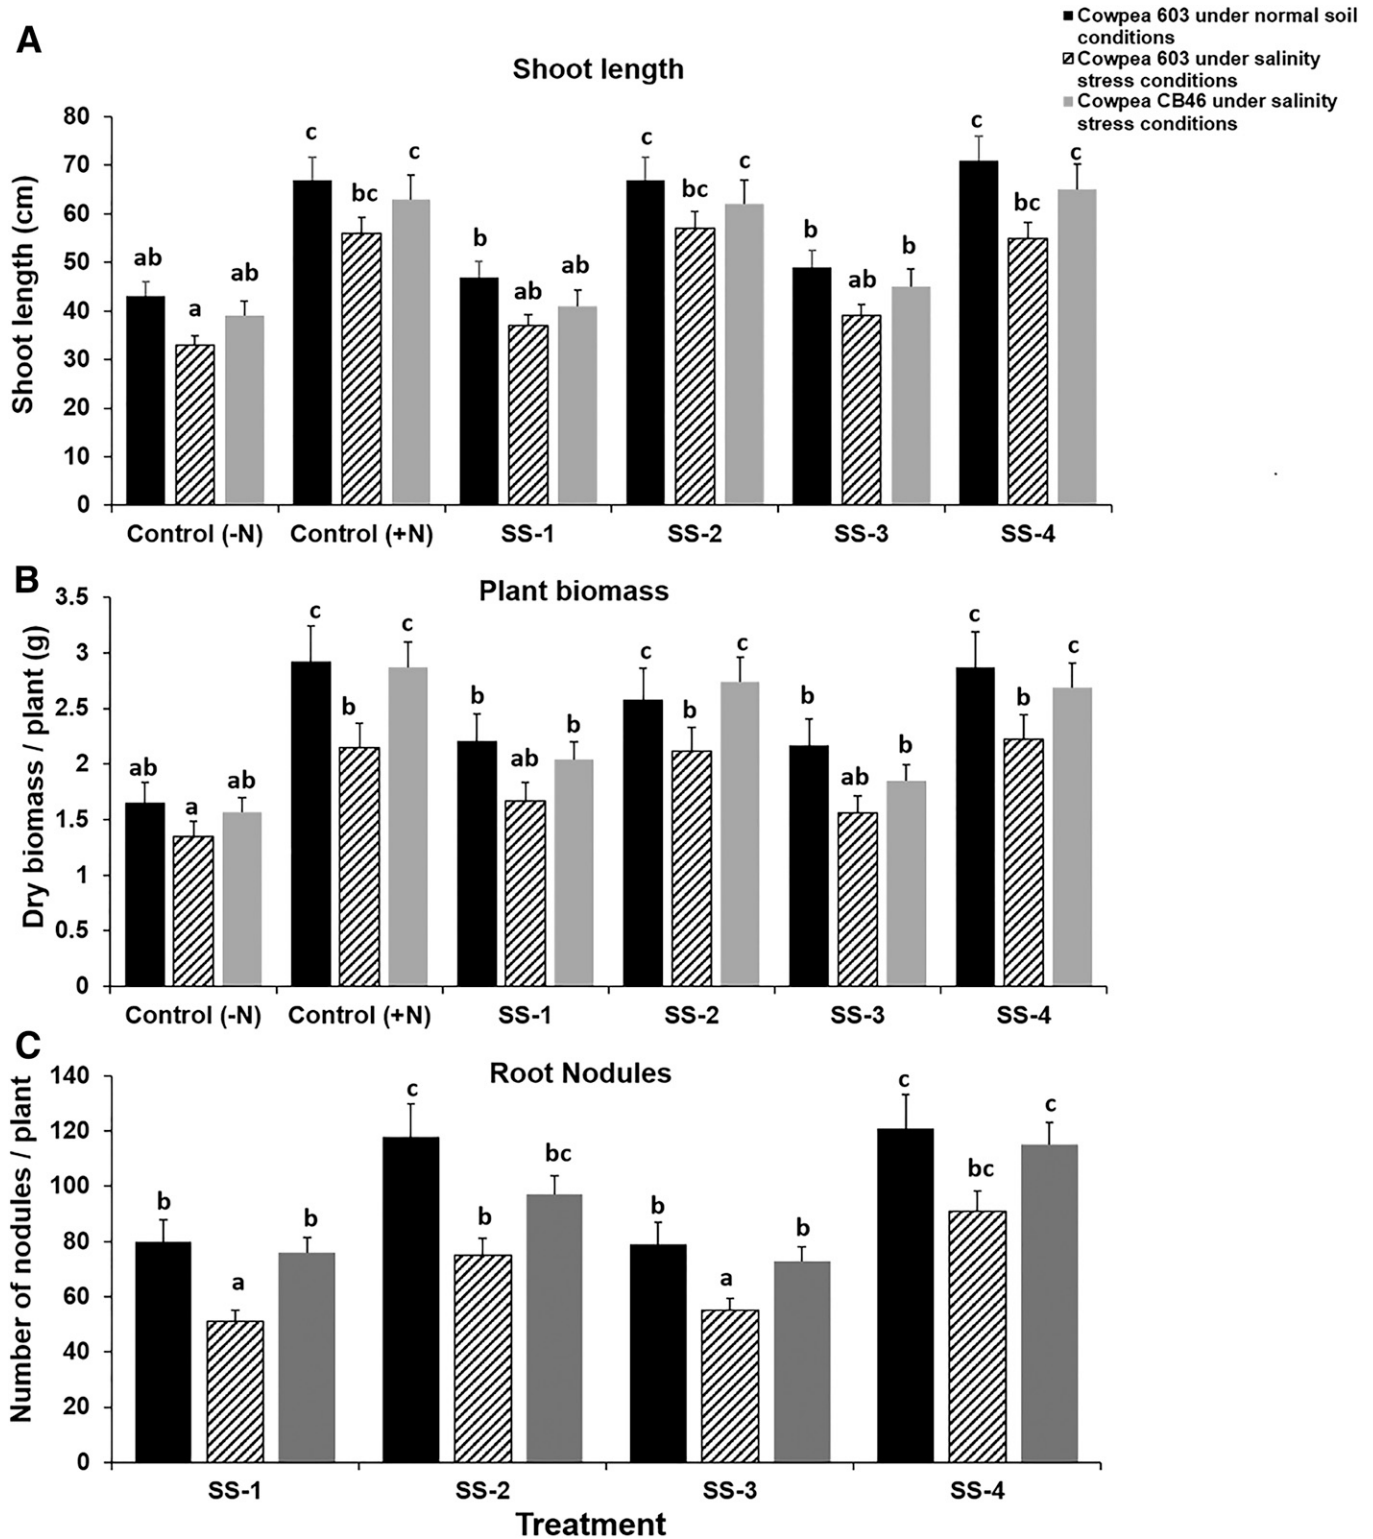 Cowpea 603 under normal soil
conditions
Cowpea 603 under salinity
stress conditions
Cowpea CB46 under salinity
stress conditions
A
Shoot length
Shoot length (cm)
80
70
60
50
40
30
20
10
0
ab a ab c bc c b ab ab c bc c b ab b c bc c
Control (-N) Control (+N) SS-1 SS-2 SS-3 SS-4
B
Plant biomass
Dry biomass / plant (g)
3.5
3
2.5
2
1.5
1
0.5
0
ab a ab c b c b ab b c b c b ab b c b c
Control (-N) Control (+N) SS-1 SS-2 SS-3 SS-4
C
Root Nodules
Number of nodules / plant
140
120
100
80
60
40
20
0
b a b c b bc b a b c bc c
SS-1 SS-2 SS-3 SS-4
Treatment